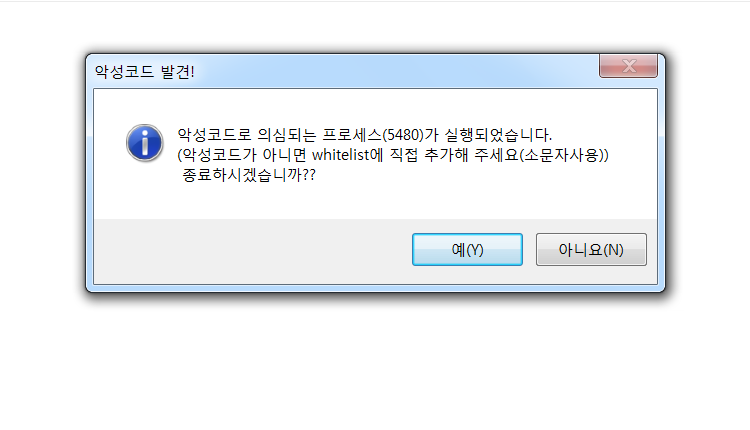 악성코드 발견!
악성코드로 의심되는 프로세스(5480)가 실행되었습니다.
(악성코드가 아니면 whitelist에 직접 추가해 주세요(소문자사용))
종료하시겠습니까??
예(Y)
아니요(N)